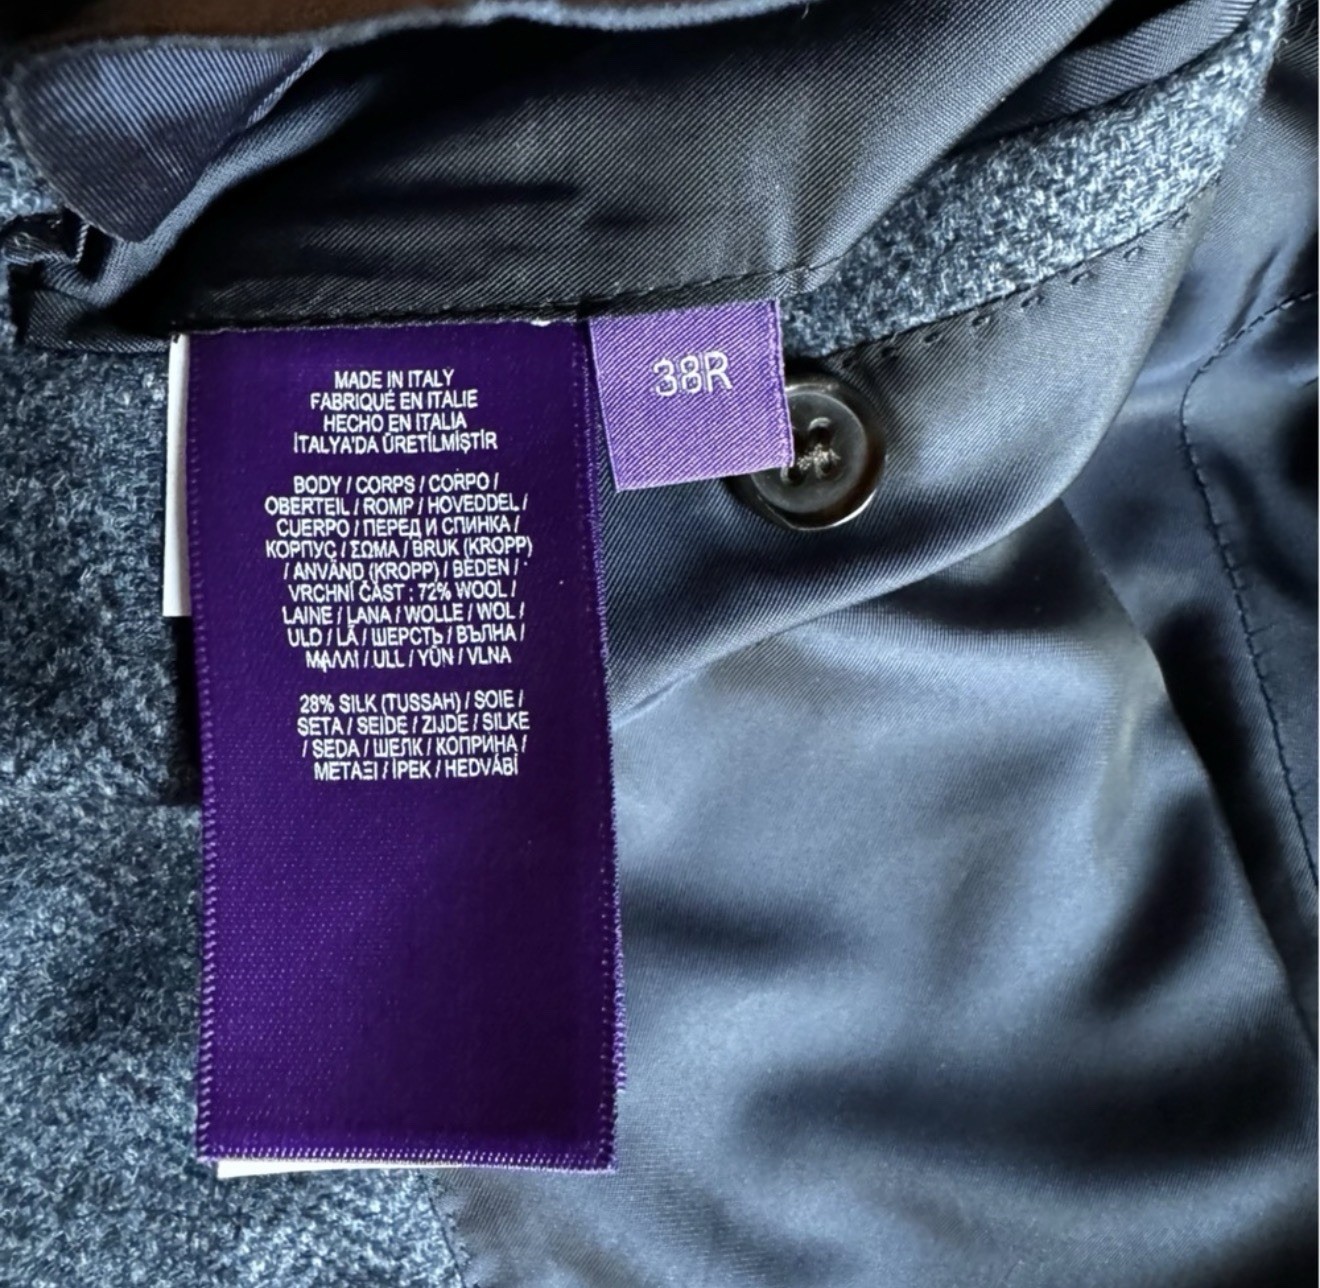 MADE IN ITALY
FABRIQUÉ EN ITALIE
HECHO EN ITALIA
İTALYA'DA ÜRETİLMİŞTİR
BODY / CORPS / CORPO /
OBERTEIL / ROMP / HOVEDDEL /
CUERPO / ПЕРЕД И СПИНКА /
КОРПУС / ΣΩΜΑ / BRUK (KROPP)
/ ANVÄND (KROPP) / BEDEN /
VRCHNÍ ČÁST : 72% WOOL /
LAINE / LANA / WOLLE / WOL /
ULD / LÃ / ШЕРСТЬ / ВЪЛНА /
ΜΑΛΛΙ / ULL / YÜN / VLNA
28% SILK (TUSSAH) / SOIE /
SETA / SEIDE / ZIJDE / SILKE
/ SEDA / ШЕЛК / КОПРИНА /
ΜΕΤΑΞΙ / İPEK / HEDVÁBÍ
38R